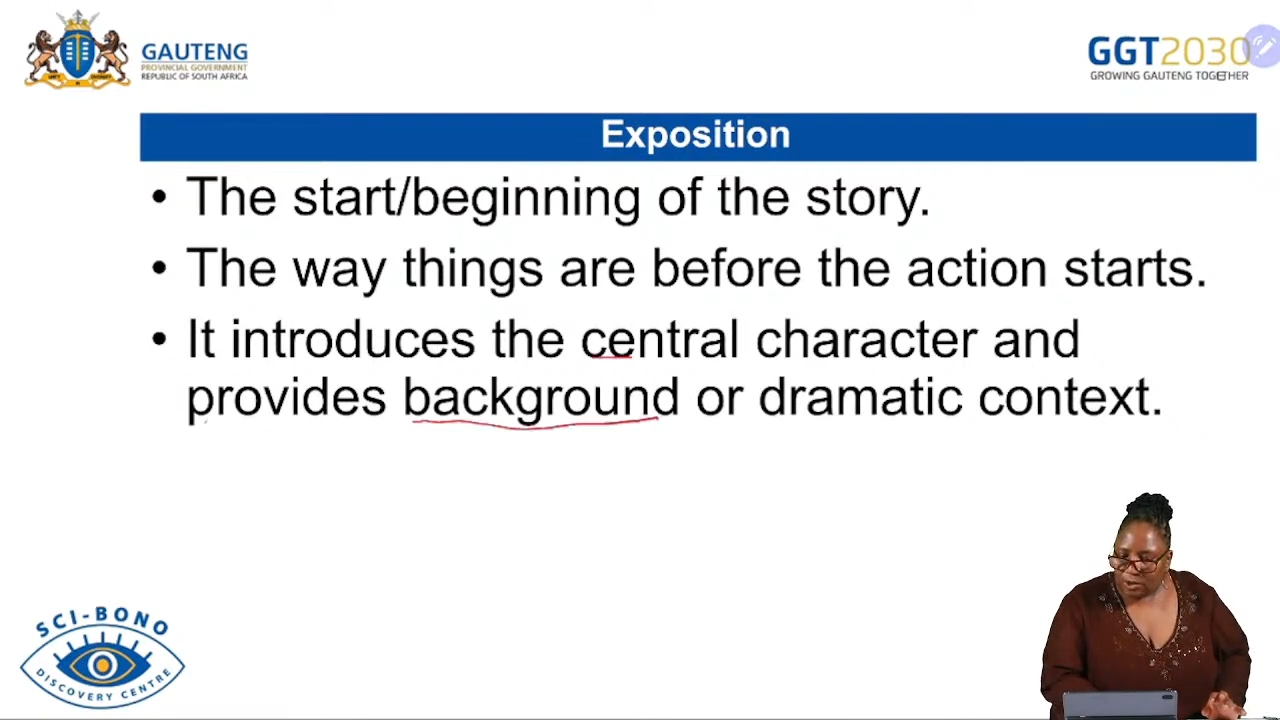 GAUTENG
PROVINCIAL GOVERNMENT
REPUBLIC OF SOUTH AFRICA
GGT2030
GROWING GAUTENG TOGETHER
Exposition
• The start/beginning of the story.
• The way things are before the action starts.
• It introduces the central character and
provides background or dramatic context.
SCI-BONO
DISCOVERY CENTRE